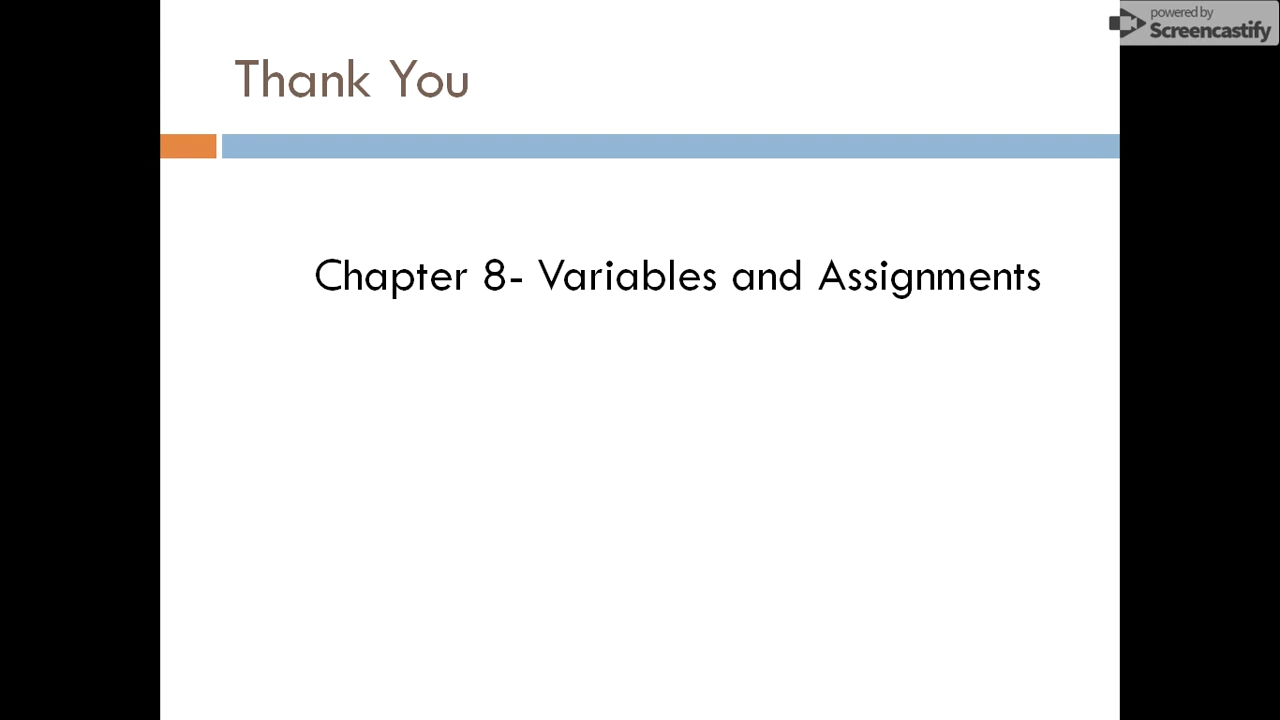 powered by
Screencastify
Thank You
Chapter 8- Variables and Assignments